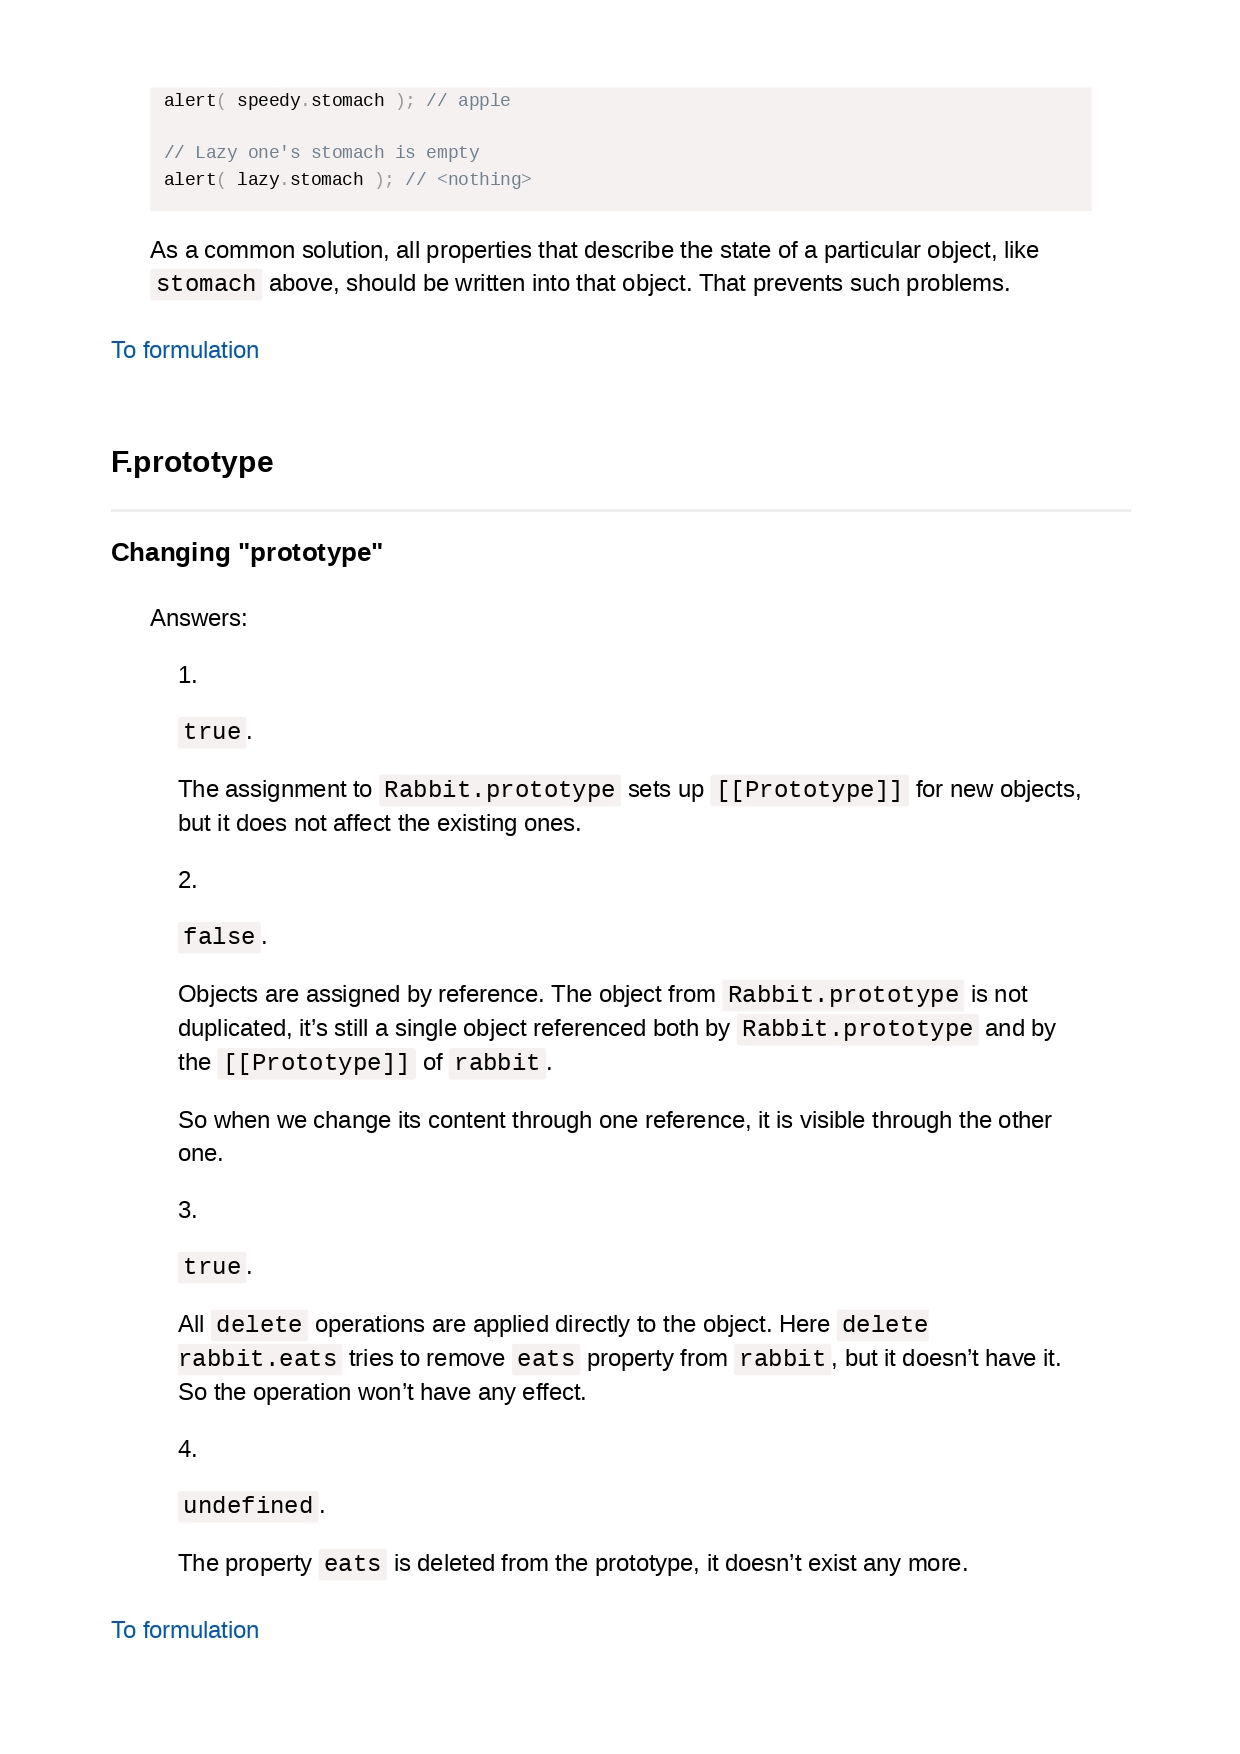 alert( speedy.stomach ); // apple
// Lazy one's stomach is empty
alert( lazy.stomach ); // <nothing>
As a common solution, all properties that describe the state of a particular object, like
stomach above, should be written into that object. That prevents such problems.
To formulation
F.prototype
Changing "prototype"
Answers:
1.
true.
The assignment to Rabbit.prototype sets up [[Prototype]] for new objects,
but it does not affect the existing ones.
2.
false.
Objects are assigned by reference. The object from Rabbit.prototype is not
duplicated, it’s still a single object referenced both by Rabbit.prototype and by
the [[Prototype]] of rabbit.
So when we change its content through one reference, it is visible through the other
one.
3.
true.
All delete operations are applied directly to the object. Here delete
rabbit.eats tries to remove eats property from rabbit, but it doesn’t have it.
So the operation won’t have any effect.
4.
undefined.
The property eats is deleted from the prototype, it doesn’t exist any more.
To formulation